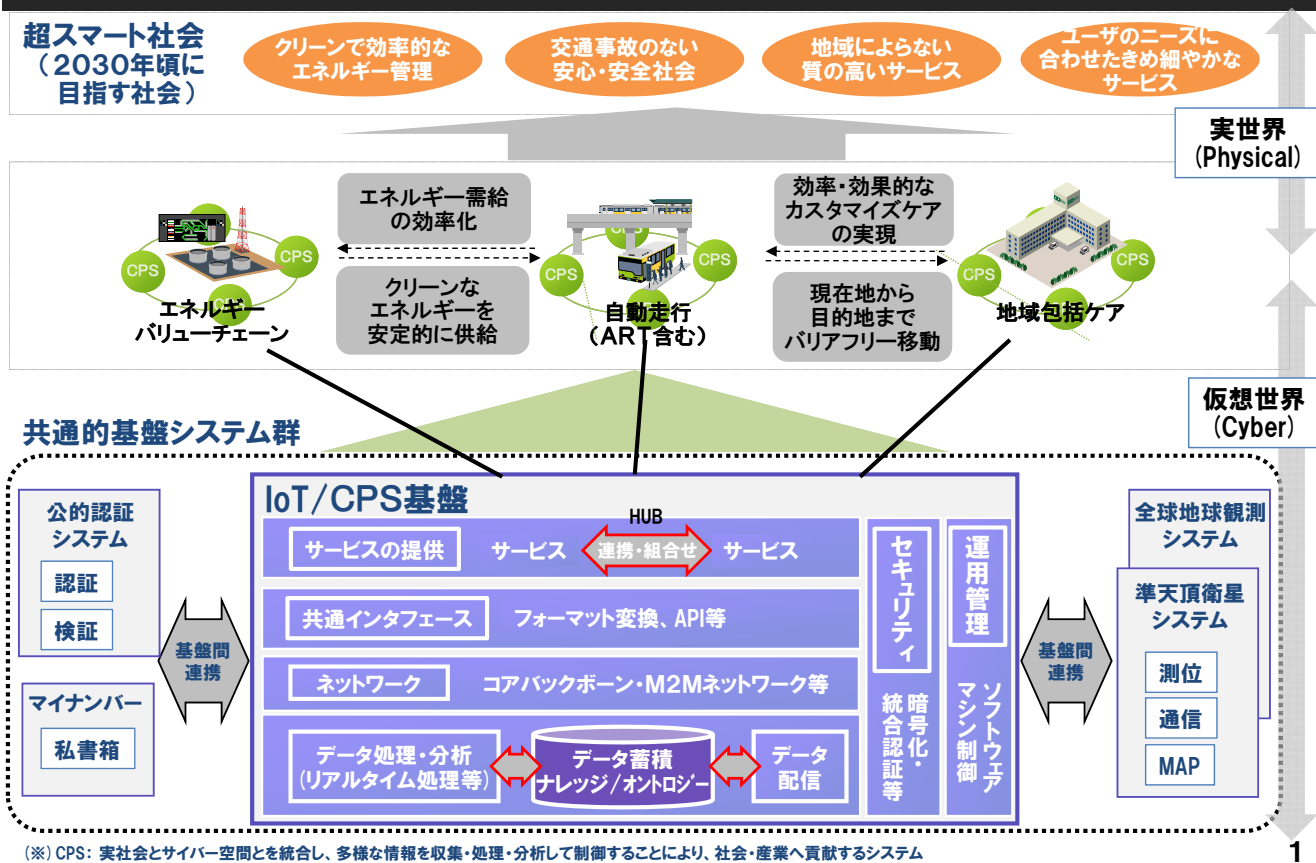 超スマート社会
（2030年頃に
目指す社会）
クリーンで効率的な
エネルギー管理
交通事故のない
安心・安全社会
地域によらない
質の高いサービス
ユーザのニーズに
合わせたきめ細やかな
サービス
実世界
(Physical)
エネルギー需給
の効率化
効率・効果的な
カスタマイズケア
の実現
CPS
CPS
CPS
CPS
CPS
CPS
クリーンな
エネルギーを
安定的に供給
現在地から
目的地まで
バリアフリー移動
エネルギー
バリューチェーン
自動走行
（ART含む）
地域包括ケア
仮想世界
(Cyber)
共通的基盤システム群
公的認証
システム
認証
検証
マイナンバー
私書箱
基盤間
連携
IoT/CPS基盤
HUB
サービスの提供
サービス
連携・組合せ
サービス
共通インタフェース
フォーマット変換、API等
ネットワーク
コアバックボーン・M2Mネットワーク等
データ処理・分析
(リアルタイム処理等)
データ蓄積
ナレッジ/オントロジー
データ
配信
セキュリティ
暗号化・
統合認証等
運用管理
ソフトウェア
マシン制御
基盤間
連携
全球地球観測
システム
準天頂衛星
システム
測位
通信
MAP
(※) CPS: 実社会とサイバー空間とを統合し、多様な情報を収集・処理・分析して制御することにより、社会・産業へ貢献するシステム
1